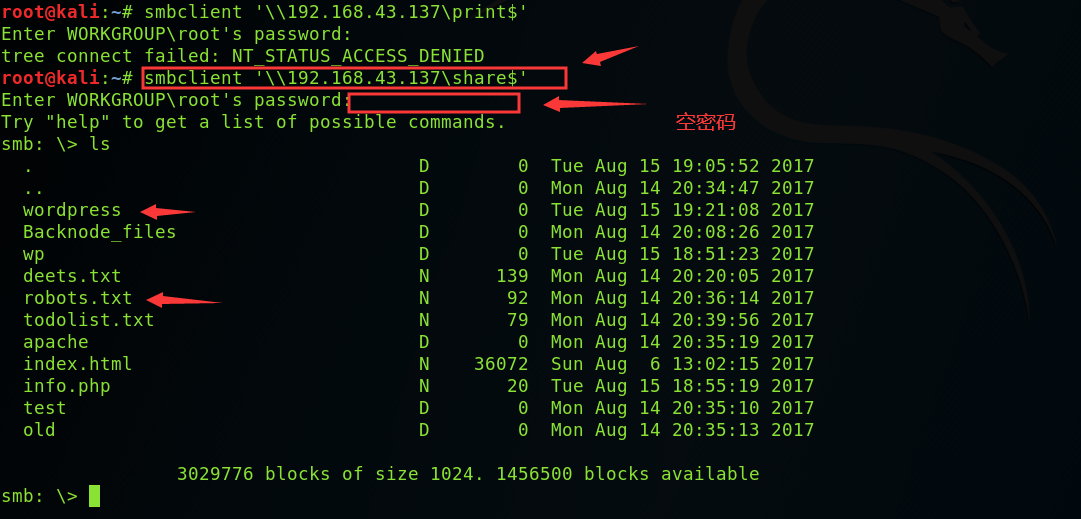 root@kali:~# smbclient '\\192.168.43.137\print$'
Enter WORKGROUP\root's password:
tree connect failed: NT_STATUS_ACCESS_DENIED
root@kali:~# smbclient '\\192.168.43.137\share$'
Enter WORKGROUP\root's password:
Try "help" to get a list of possible commands. 空密码
smb: \> ls
. D 0 Tue Aug 15 19:05:52 2017
.. D 0 Mon Aug 14 20:34:47 2017
wordpress D 0 Tue Aug 15 19:21:08 2017
Backnode_files D 0 Mon Aug 14 20:08:26 2017
wp D 0 Tue Aug 15 18:51:23 2017
deets.txt N 139 Mon Aug 14 20:20:05 2017
robots.txt N 92 Mon Aug 14 20:36:14 2017
todolist.txt N 79 Mon Aug 14 20:39:56 2017
apache D 0 Mon Aug 14 20:35:19 2017
index.html N 36072 Sun Aug 6 13:02:15 2017
info.php N 20 Tue Aug 15 18:55:19 2017
test D 0 Mon Aug 14 20:35:10 2017
old D 0 Mon Aug 14 20:35:13 2017
3029776 blocks of size 1024. 1456500 blocks available
smb: \>